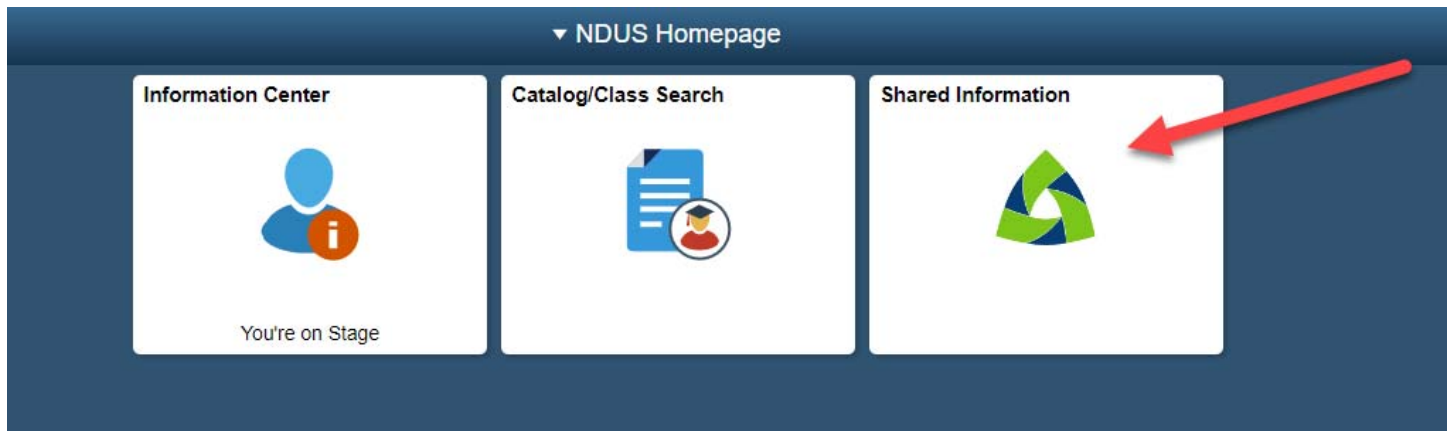 NDUS Homepage
Information Center
Catalog/Class Search
Shared Information
i
You're on Stage